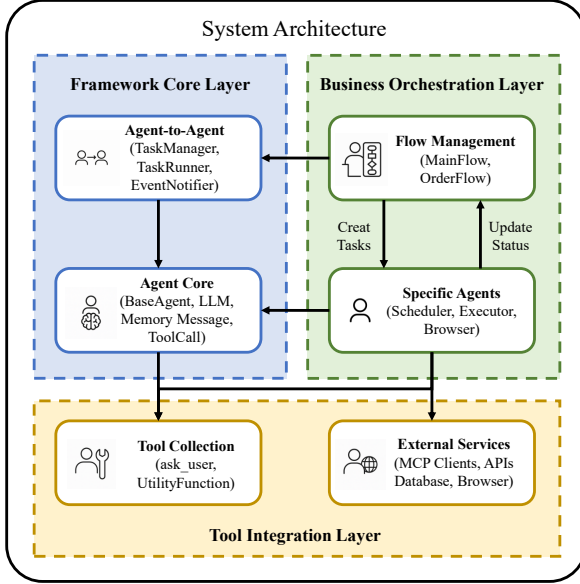 System Architecture
Framework Core Layer
Business Orchestration Layer
Agent-to-Agent
(TaskManager,
TaskRunner,
EventNotifier)
Flow Management
(MainFlow,
OrderFlow)
Creat
Tasks
Update
Status
Agent Core
(BaseAgent, LLM,
Memory Message,
ToolCall)
Specific Agents
(Scheduler, Executor,
Browser)
Tool Collection
(ask_user,
UtilityFunction)
External Services
(MCP Clients, APIs
Database, Browser)
Tool Integration Layer